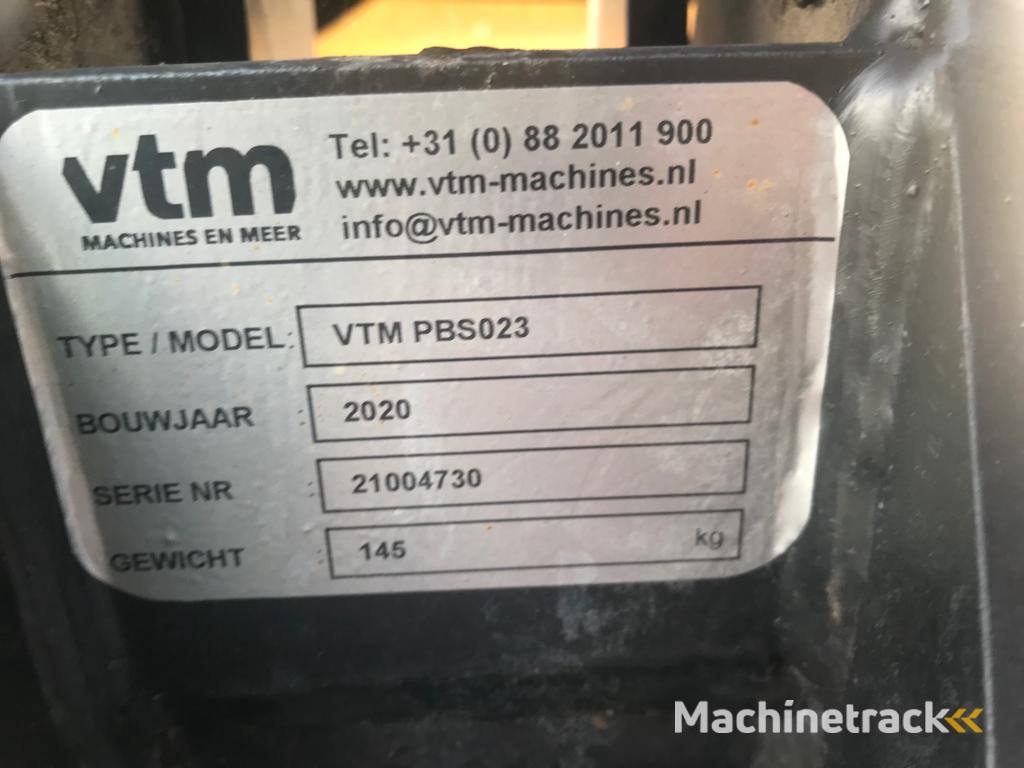 vtm
MACHINES EN MEER
Tel: +31 (0) 88 2011 900
www.vtm-machines.nl
info@vtm-machines.nl
TYPE / MODEL: VTM PBS023
BOUWJAAR : 2020
SERIE NR : 21004730
GEWICHT : 145 kg
Machinetrack